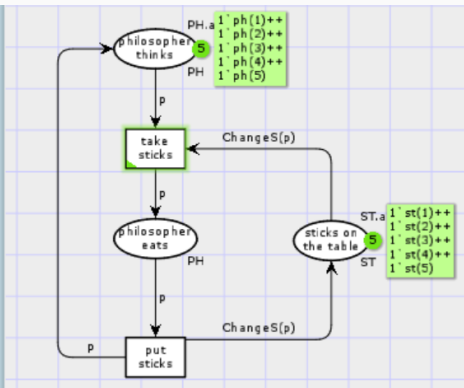 philosopher
thinks
PH.a
5
PH
1`ph(1)++
1`ph(2)++
1`ph(3)++
1`ph(4)++
1`ph(5)
p
take
sticks
ChangeS(p)
p
philosopher
eats
PH
sticks on
the table
ST.a
5
ST
1`st(1)++
1`st(2)++
1`st(3)++
1`st(4)++
1`st(5)
p
ChangeS(p)
p
put
sticks